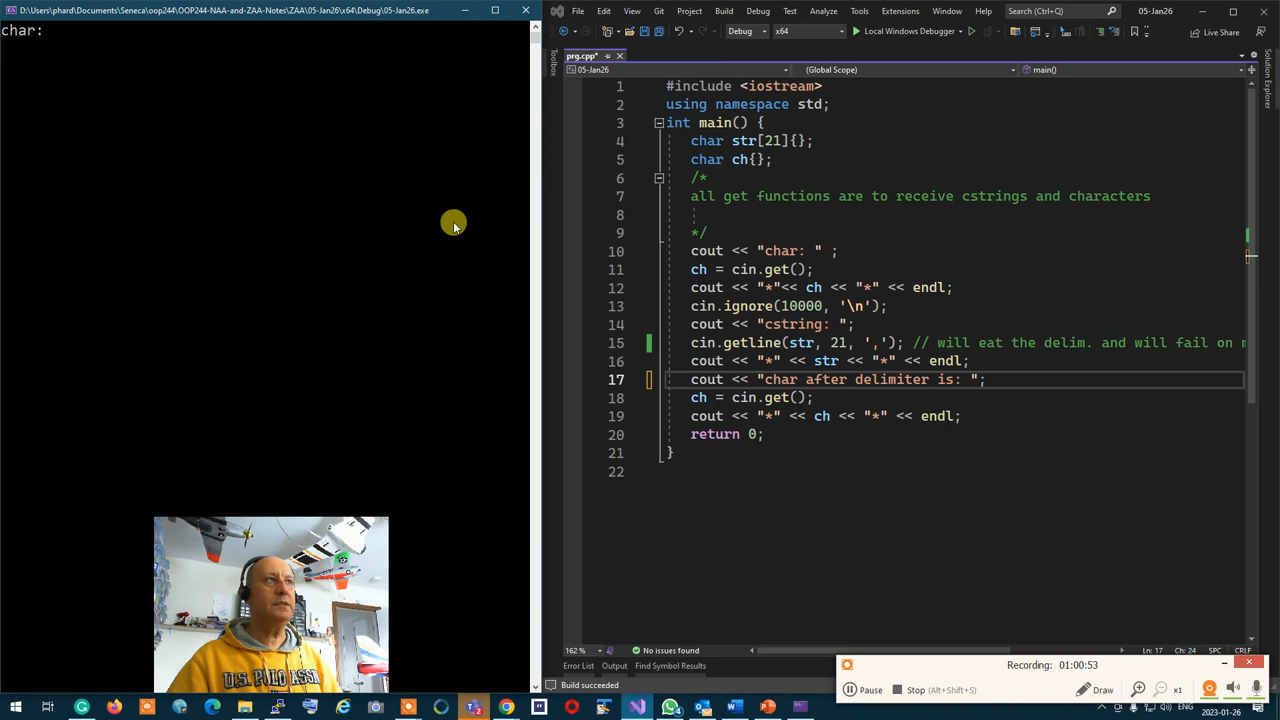 D:\Users\phard\Documents\Seneca\oop244\OOP244-NAA-and-ZAA-Notes\ZAA\05-Jan26\x64\Debug\05-Jan26.exe
char:
File Edit View Git Project Build Debug Test Analyze Tools Extensions Window Help Search (Ctrl+Q) 05-Jan26
Debug x64 Local Windows Debugger Live Share
Toolbox
prg.cpp*
05-Jan26 (Global Scope) main()
Solution Explorer
1 #include <iostream>
2 using namespace std;
3 int main() {
4 char str[21]{};
5 char ch{};
6 /*
7 all get functions are to receive cstrings and characters
8
9 */
10 cout << "char: " ;
11 ch = cin.get();
12 cout << "*"<< ch << "*" << endl;
13 cin.ignore(10000, '\n');
14 cout << "cstring: ";
15 cin.getline(str, 21, ','); // will eat the delim. and will fail on m
16 cout << "*" << str << "*" << endl;
17 cout << "char after delimiter is: ";
18 ch = cin.get();
19 cout << "*" << ch << "*" << endl;
20 return 0;
21 }
22
162 % No issues found Ln: 17 Ch: 24 SPC CRLF
Error List Output Find Symbol Results
Build succeeded
Recording: 01:00:53
Pause Stop (Alt+Shift+S) Draw x1
U.S. POLO ASS
ENG 2023-01-26